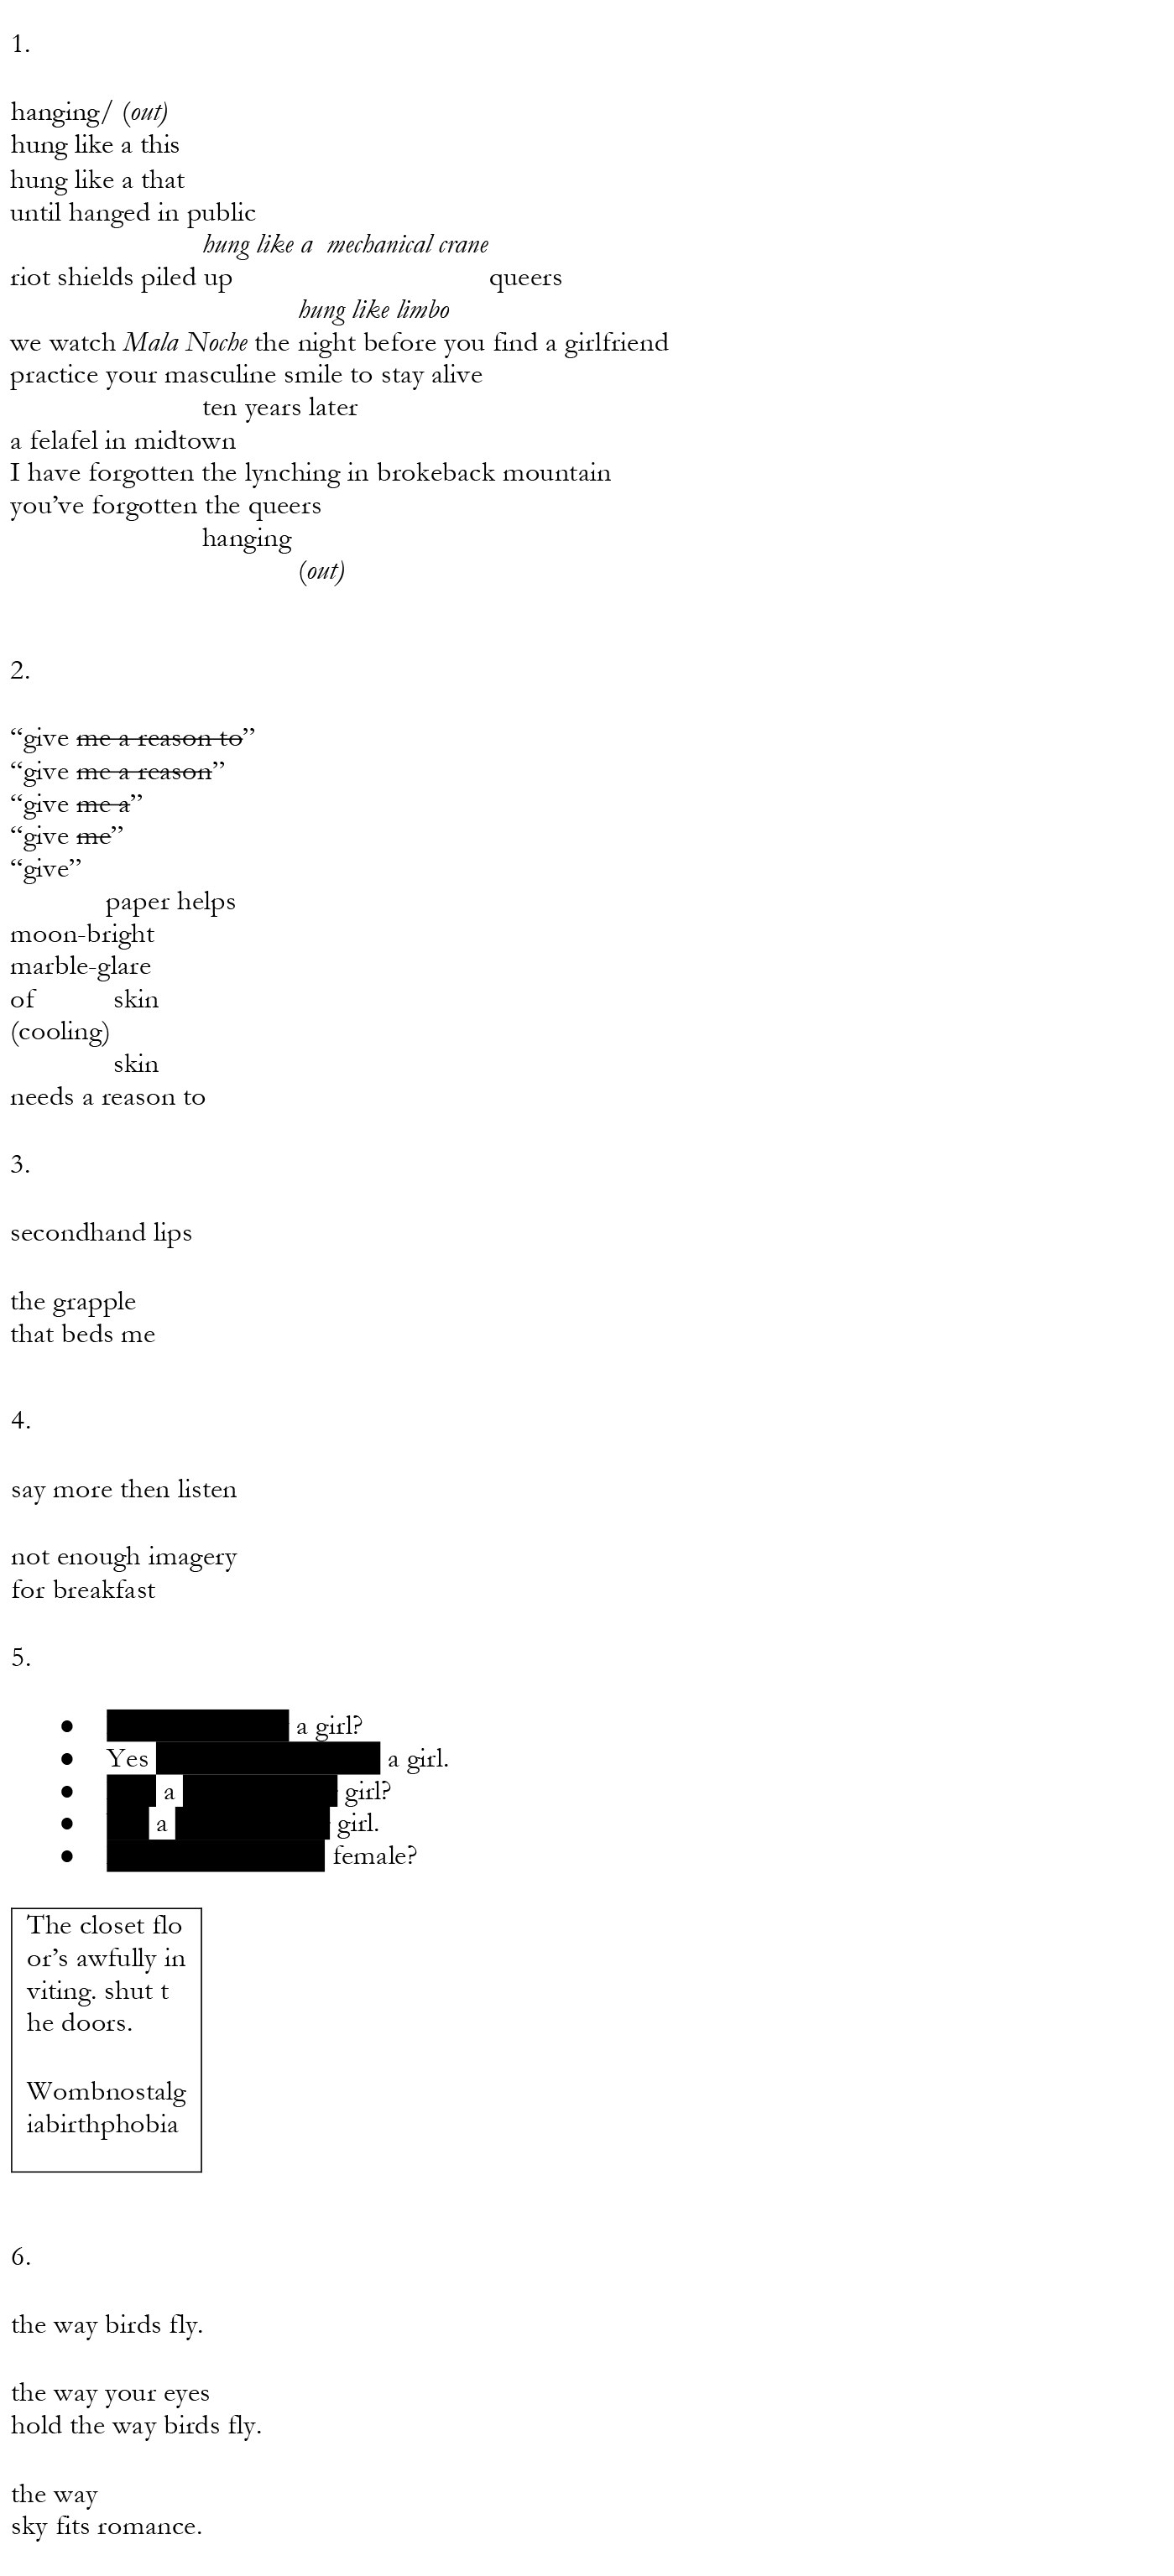 1.
hanging/ (out)
hung like a this
hung like a that
until hanged in public
hung like a  mechanical crane
riot shields piled up queers
hung like limbo
we watch Mala Noche the night before you find a girlfriend
practice your masculine smile to stay alive
ten years later
a felafel in midtown
I have forgotten the lynching in brokeback mountain
you’ve forgotten the queers
hanging
(out)
2.
“give me a reason to”
“give me a reason”
“give me a”
“give me”
“give”
paper helps
moon-bright
marble-glare
of skin
(cooling)
skin
needs a reason to
3.
secondhand lips
the grapple
that beds me
4.
say more then listen
not enough imagery
for breakfast
5.
● a girl?
● Yes a girl.
● a girl?
● a girl.
● female?
The closet flo
or’s awfully in
viting. shut t
he doors.
Wombnostalg
iabirthphobia
6.
the way birds fly.
the way your eyes
hold the way birds fly.
the way
sky fits romance.